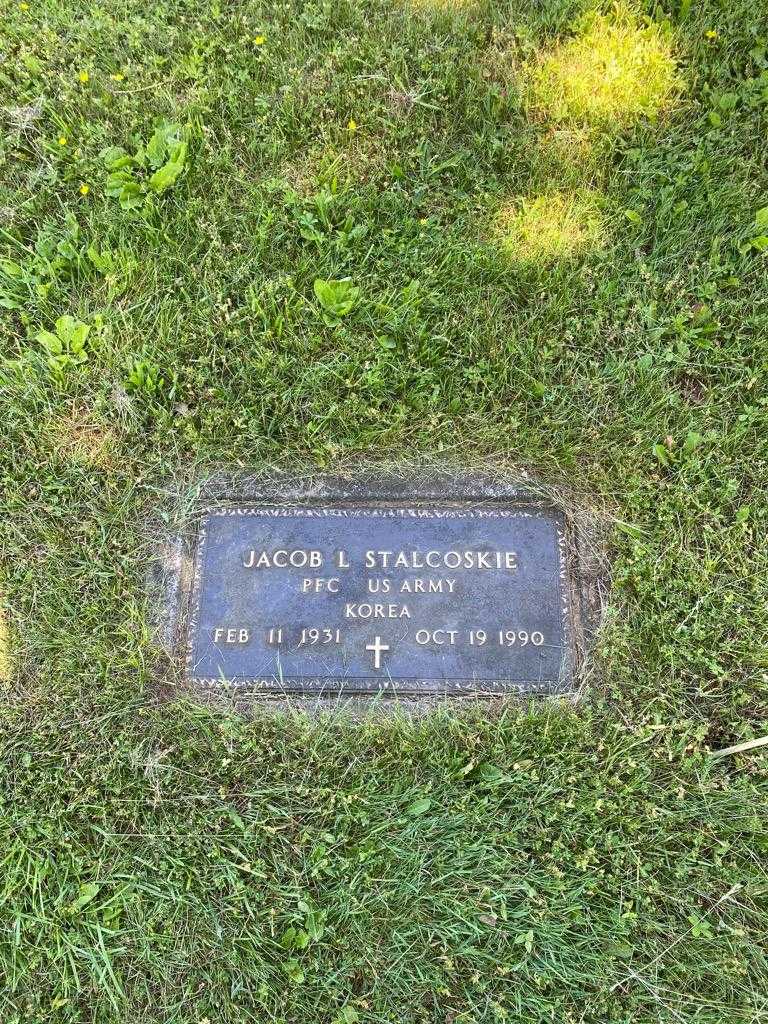 JACOB L STALCOSKIE
PFC US ARMY
KOREA
FEB 11 1931 OCT 19 1990